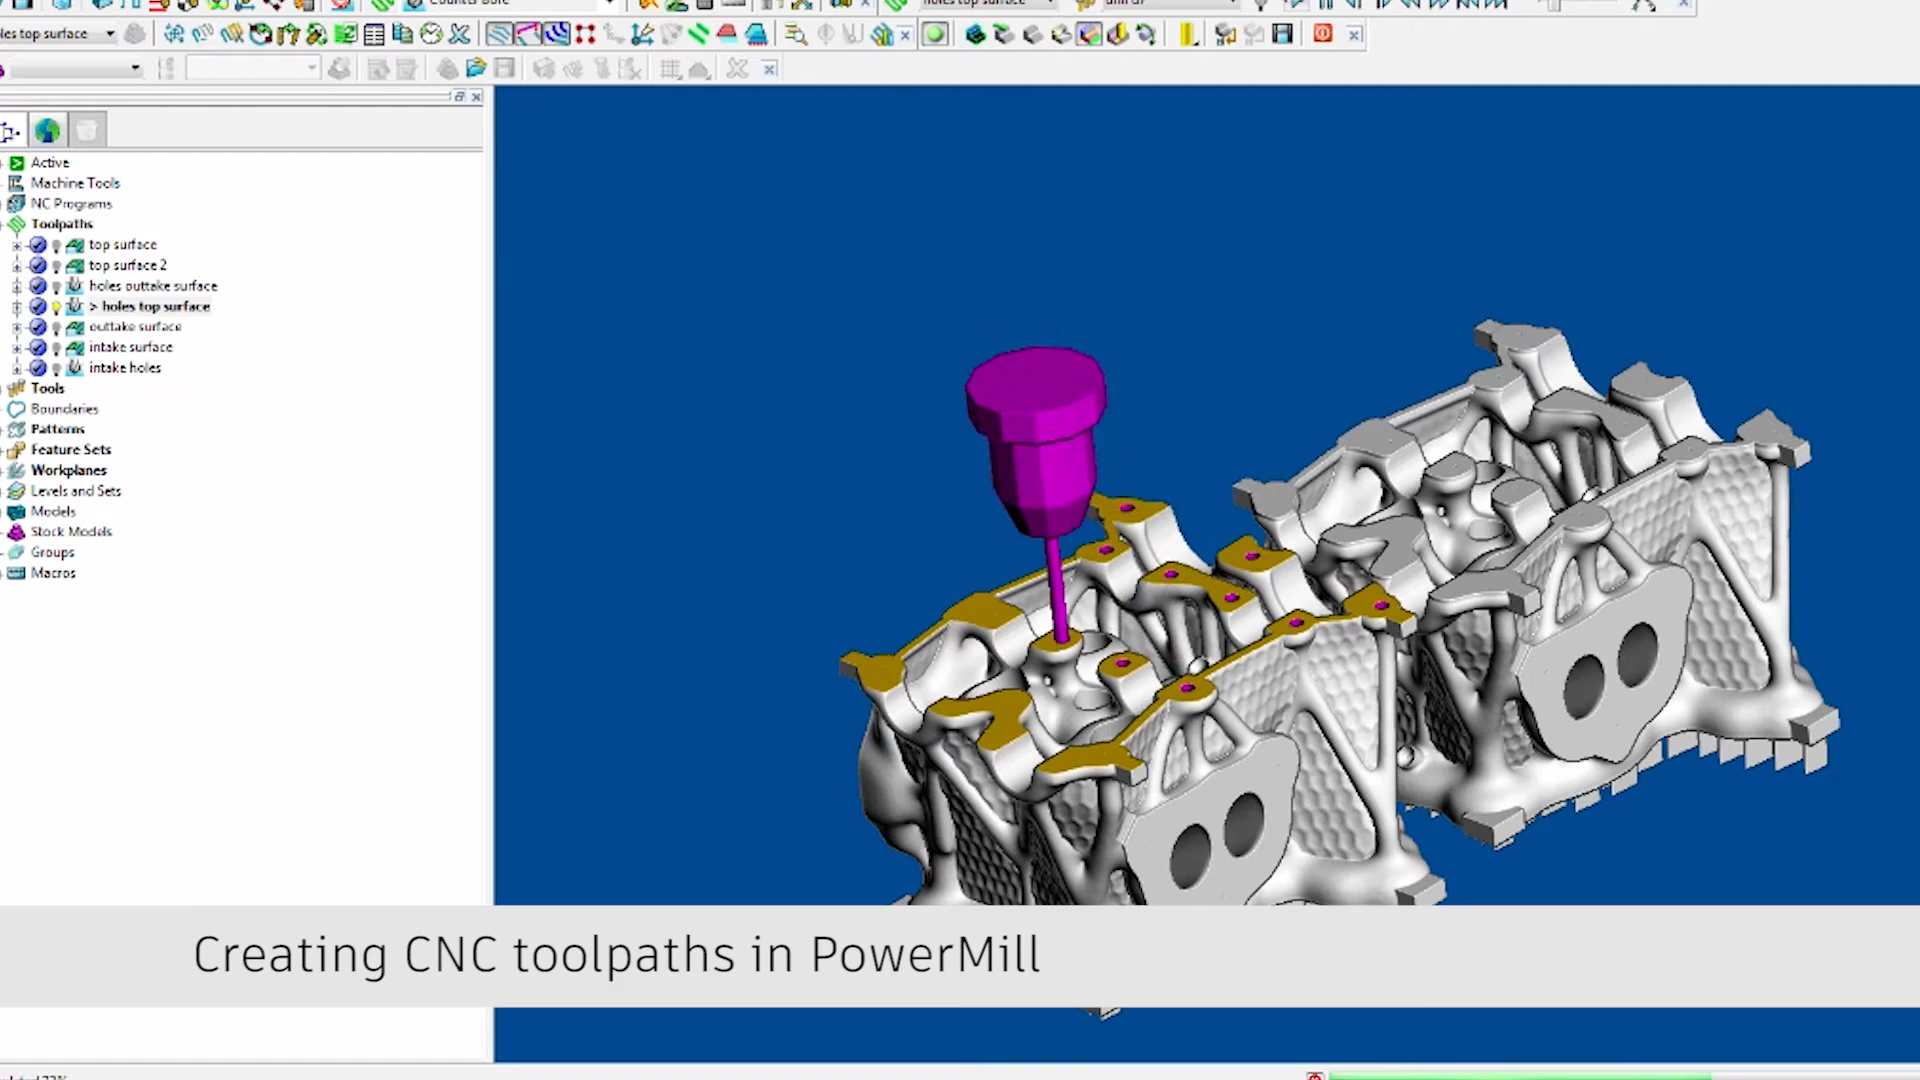 les top surface
Active
Machine Tools
NC Programs
Toolpaths
top surface
top surface 2
holes outtake surface
> holes top surface
outtake surface
intake surface
intake holes
Tools
Boundaries
Patterns
Feature Sets
Workplanes
Levels and Sets
Models
Stock Models
Groups
Macros
Creating CNC toolpaths in PowerMill